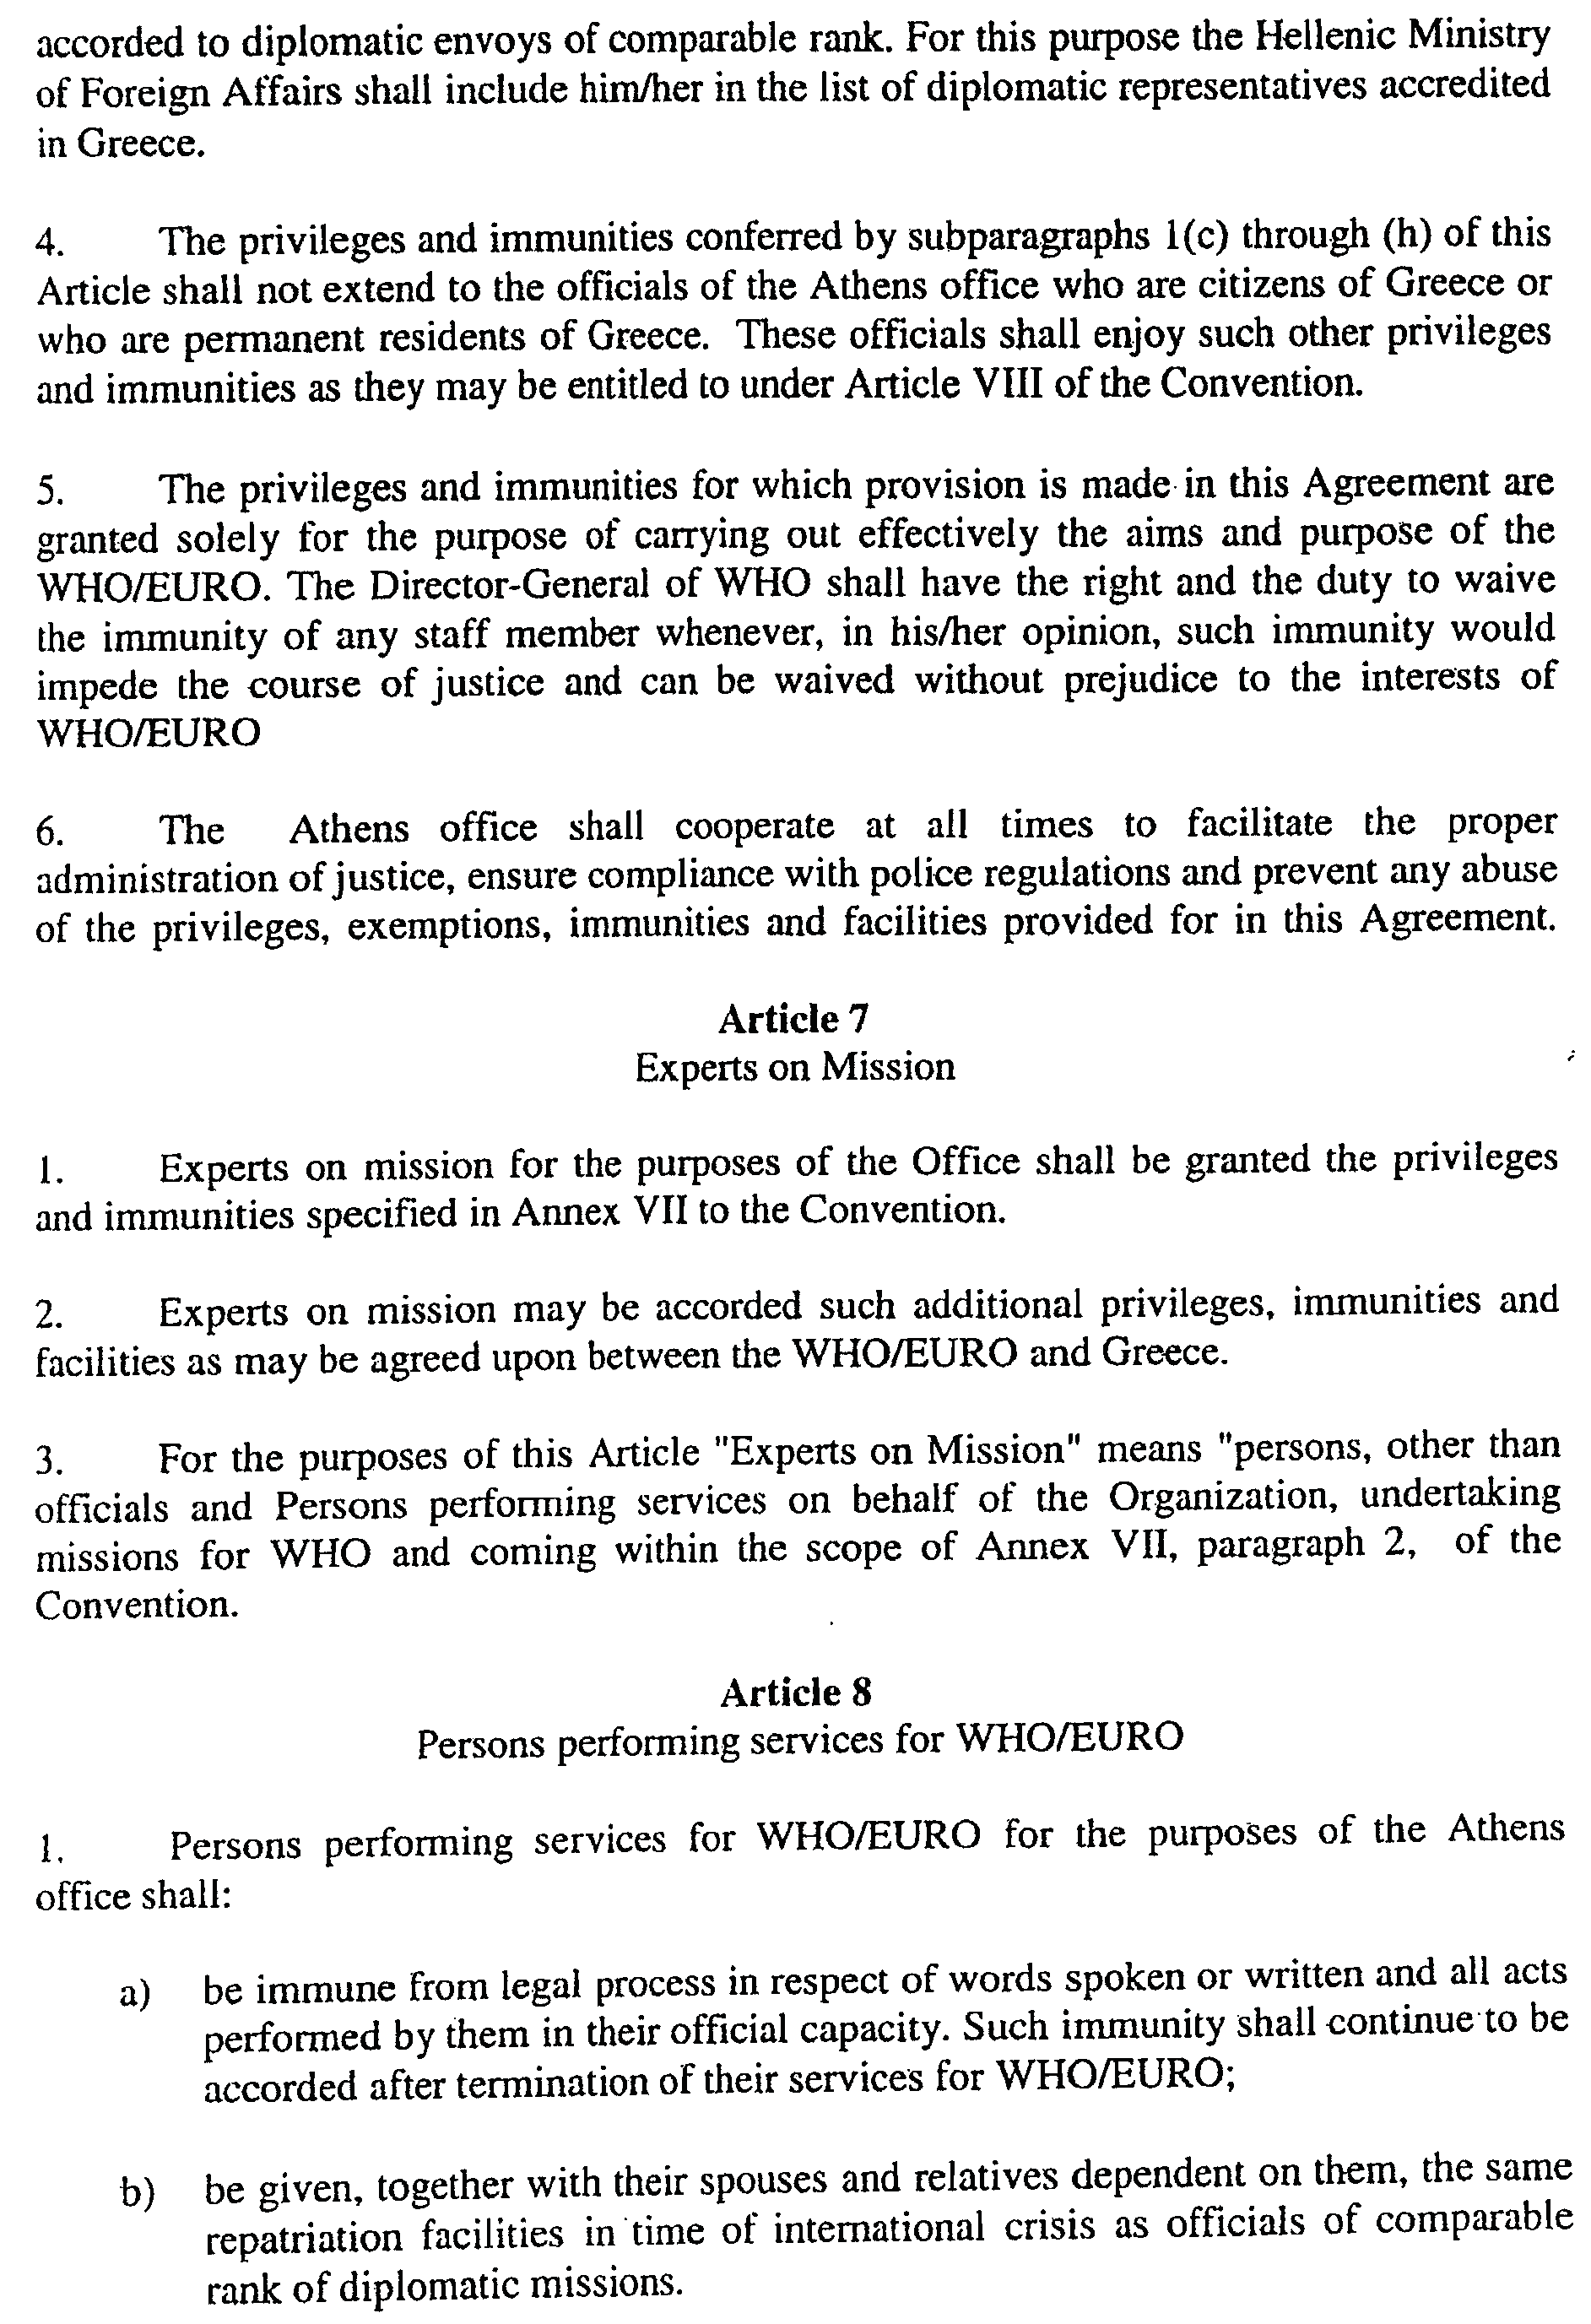 accorded to diplomatic envoys of comparable rank. For this purpose the Hellenic Ministry
of Foreign Affairs shall include him/her in the list of diplomatic representatives accredited
in Greece.
4. The privileges and immunities conferred by subparagraphs 1(c) through (h) of this
Article shall not extend to the officials of the Athens office who are citizens of Greece or
who are permanent residents of Greece. These officials shall enjoy such other privileges
and immunities as they may be entitled to under Article VIII of the Convention.
5. The privileges and immunities for which provision is made in this Agreement are
granted solely for the purpose of carrying out effectively the aims and purpose of the
WHO/EURO. The Director-General of WHO shall have the right and the duty to waive
the immunity of any staff member whenever, in his/her opinion, such immunity would
impede the course of justice and can be waived without prejudice to the interests of
WHO/EURO
6. The Athens office shall cooperate at all times to facilitate the proper
administration of justice, ensure compliance with police regulations and prevent any abuse
of the privileges, exemptions, immunities and facilities provided for in this Agreement.
Article 7
Experts on Mission
1. Experts on mission for the purposes of the Office shall be granted the privileges
and immunities specified in Annex VII to the Convention.
2. Experts on mission may be accorded such additional privileges, immunities and
facilities as may be agreed upon between the WHO/EURO and Greece.
3. For the purposes of this Article "Experts on Mission" means "persons, other than
officials and Persons performing services on behalf of the Organization, undertaking
missions for WHO and coming within the scope of Annex VII, paragraph 2, of the
Convention.
Article 8
Persons performing services for WHO/EURO
1. Persons performing services for WHO/EURO for the purposes of the Athens
office shall:
a) be immune from legal process in respect of words spoken or written and all acts
performed by them in their official capacity. Such immunity shall continue to be
accorded after termination of their services for WHO/EURO;
b) be given, together with their spouses and relatives dependent on them, the same
repatriation facilities in time of international crisis as officials of comparable
rank of diplomatic missions.